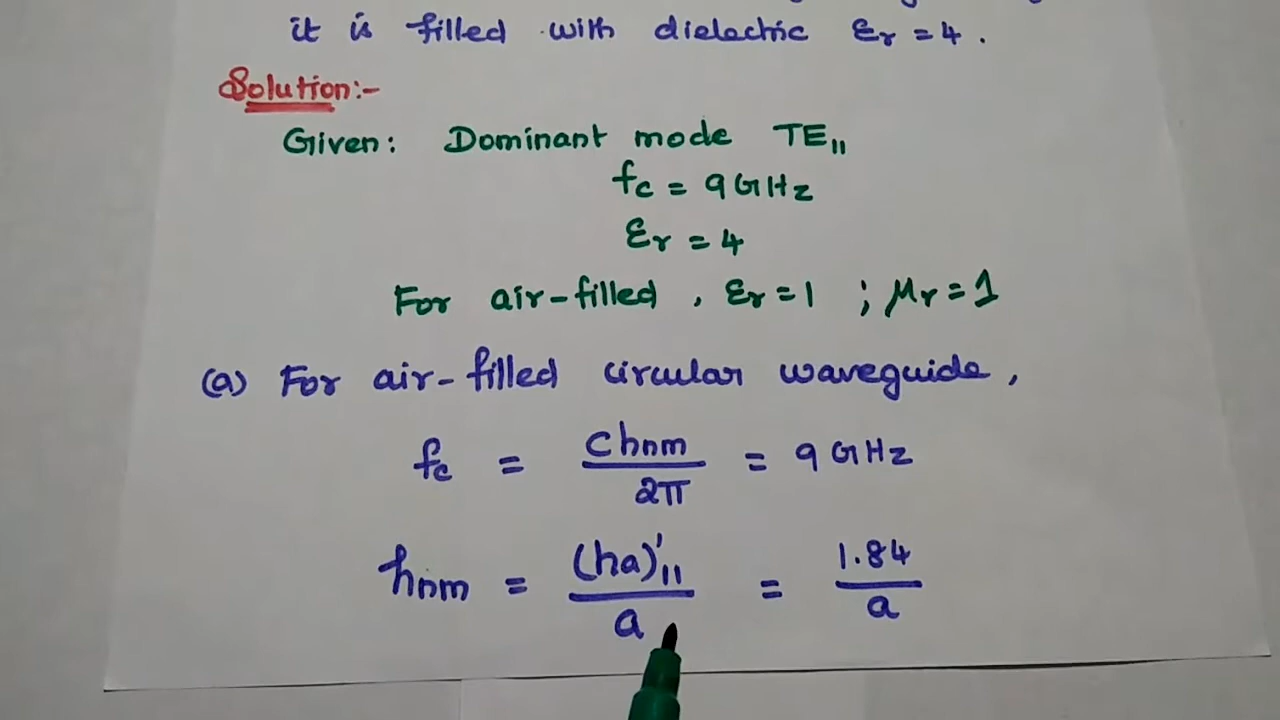 it is filled with dielectric εr = 4 .
Solution:-
Given: Dominant mode TE₁₁
fc = 9 GHz
εr = 4
For air-filled , εr = 1 ; μr = 1
(a) For air-filled circular waveguide ,
fc = c hnm / 2π = 9 GHz
hnm = (ha)'₁₁ / a = 1.84 / a